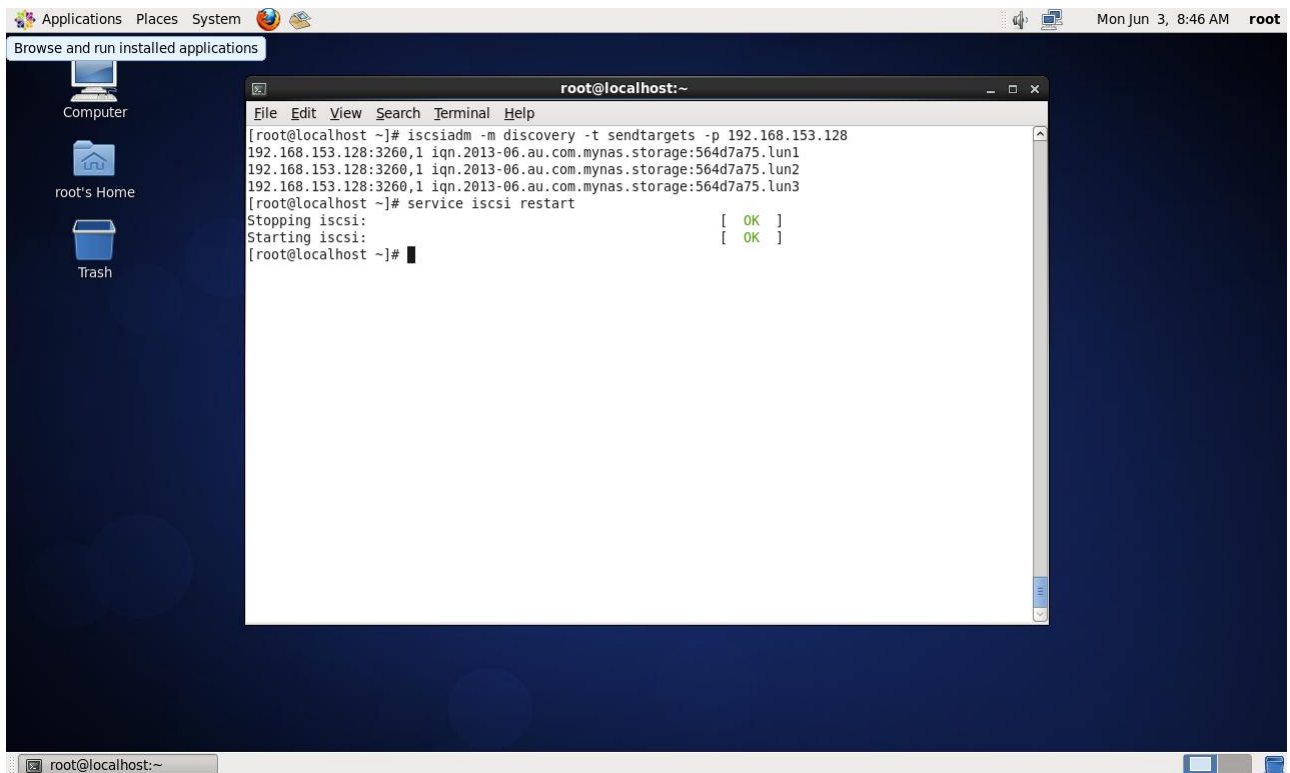 Applications Places System
Mon Jun 3, 8:46 AM root
Browse and run installed applications
Computer
root's Home
Trash
root@localhost:~
File Edit View Search Terminal Help
[root@localhost ~]# iscsiadm -m discovery -t sendtargets -p 192.168.153.128
192.168.153.128:3260,1 iqn.2013-06.au.com.mynas.storage:564d7a75.lun1
192.168.153.128:3260,1 iqn.2013-06.au.com.mynas.storage:564d7a75.lun2
192.168.153.128:3260,1 iqn.2013-06.au.com.mynas.storage:564d7a75.lun3
[root@localhost ~]# service iscsi restart
Stopping iscsi: [ OK ]
Starting iscsi: [ OK ]
[root@localhost ~]#
root@localhost:~